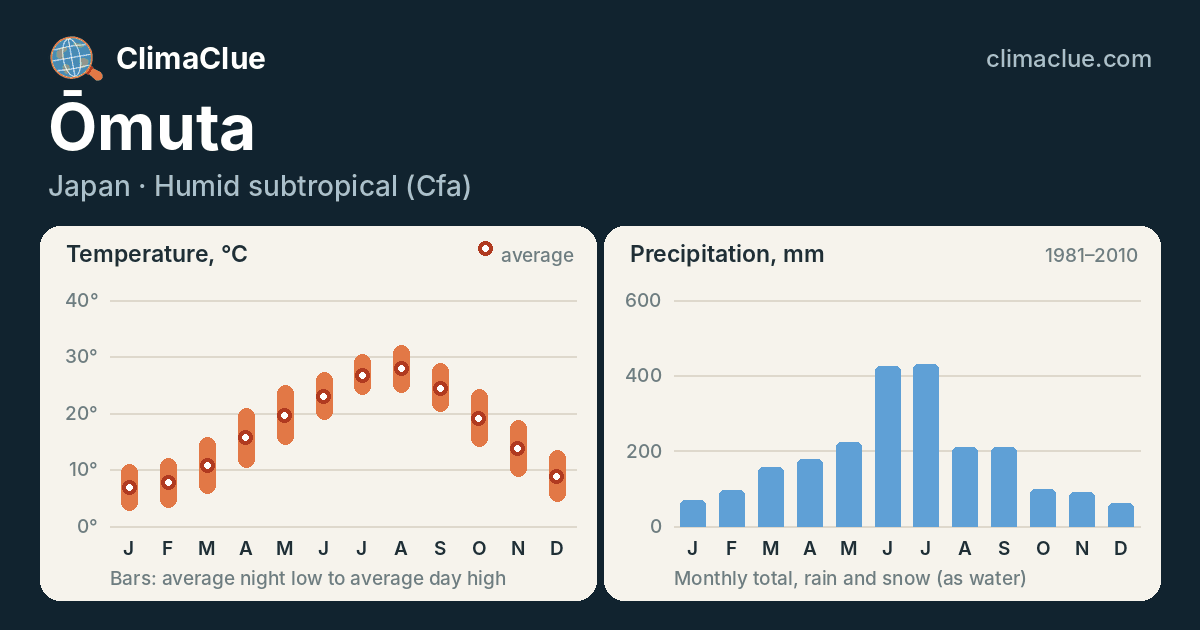 ClimaClue
climaclue.com
Ōmuta
Japan · Humid subtropical (Cfa)
Temperature, °C
average
40°
30°
20°
10°
0°
J F M A M J J A S O N D
Bars: average night low to average day high
Precipitation, mm
1981–2010
600
400
200
0
J F M A M J J A S O N D
Monthly total, rain and snow (as water)